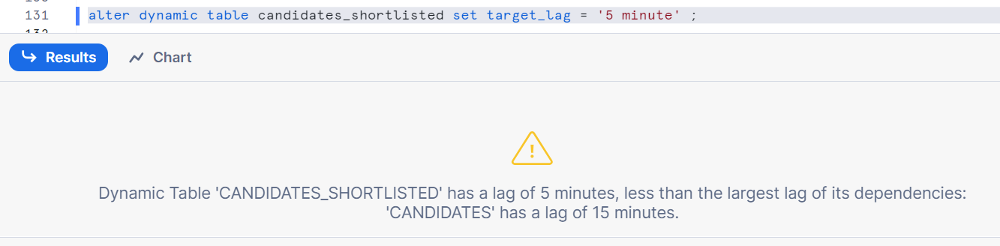 131 alter dynamic table candidates_shortlisted set target_lag = '5 minute' ;
Results Chart
Dynamic Table 'CANDIDATES_SHORTLISTED' has a lag of 5 minutes, less than the largest lag of its dependencies:
'CANDIDATES' has a lag of 15 minutes.